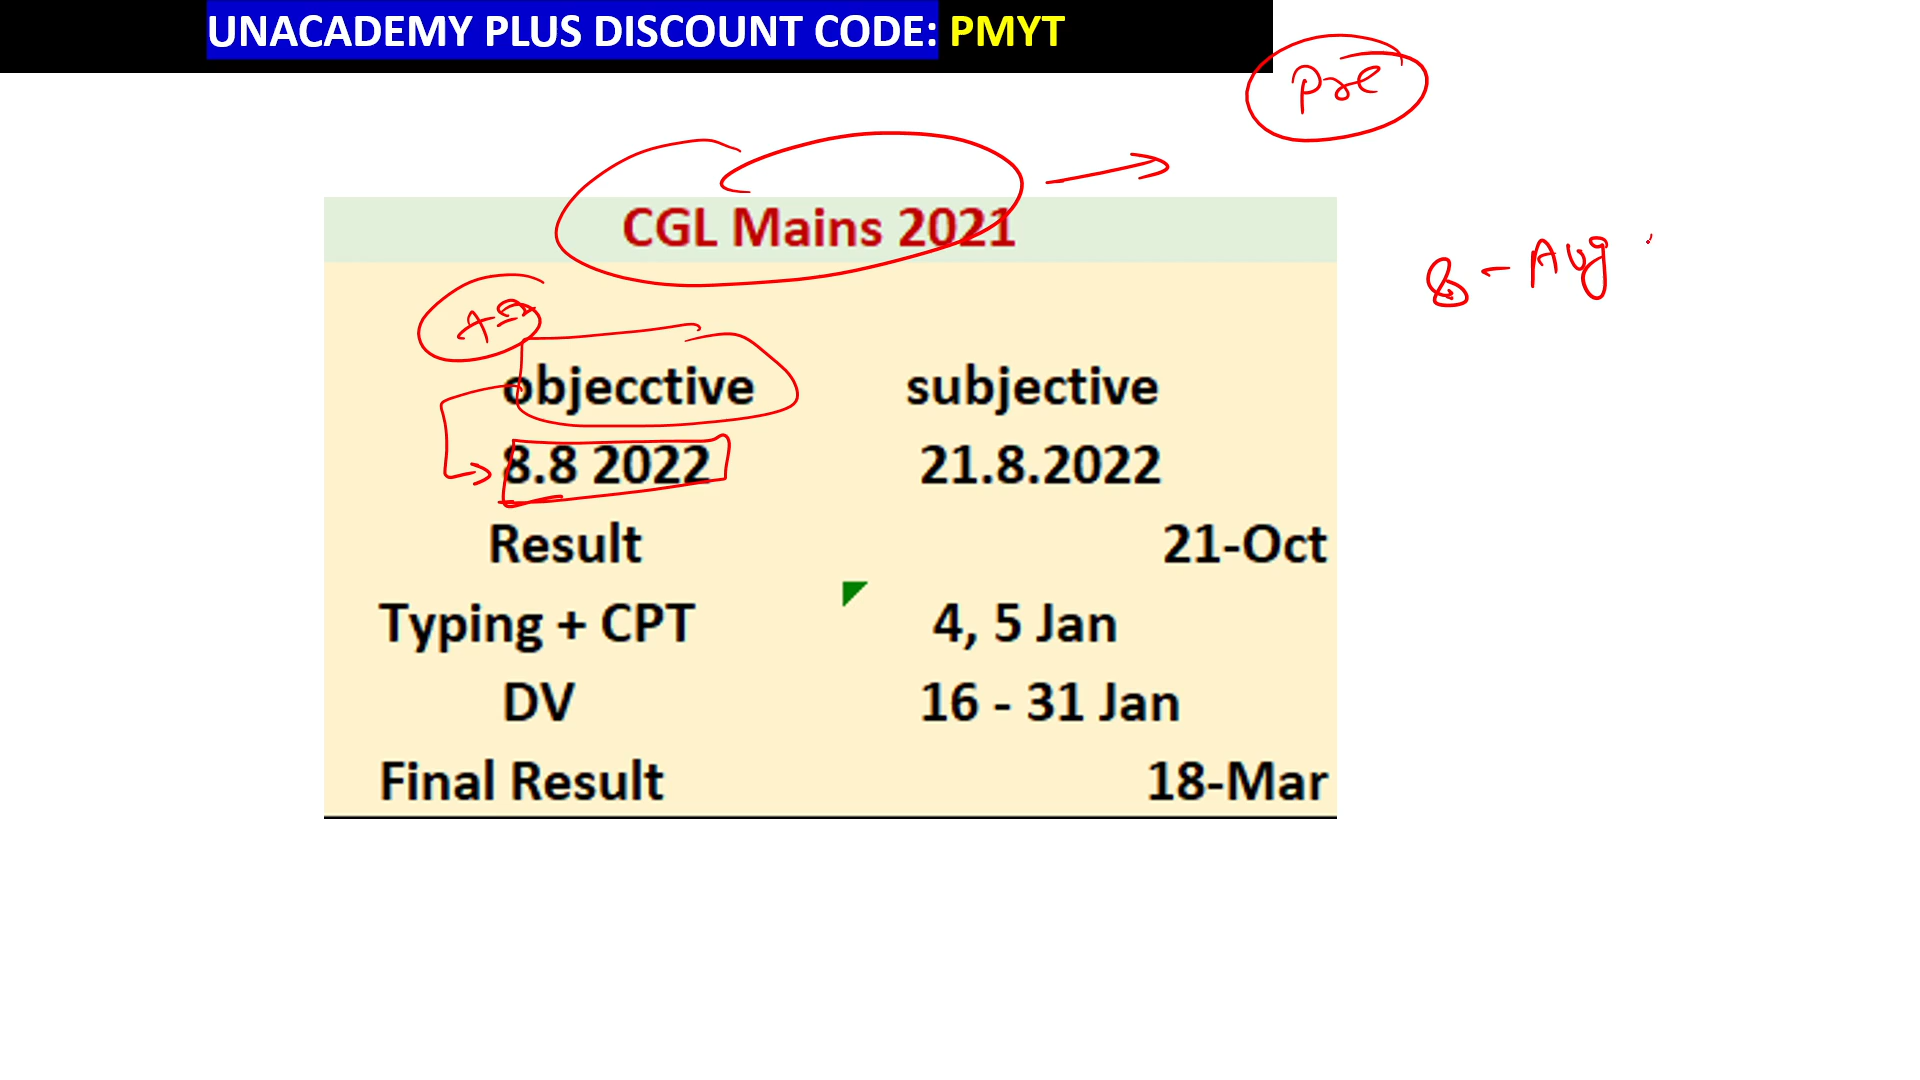 UNACADEMY PLUS DISCOUNT CODE: PMYT
Pre
CGL Mains 2021
8 - Aug
objecctive subjective
8.8 2022 21.8.2022
Result 21-Oct
Typing + CPT 4, 5 Jan
DV 16 - 31 Jan
Final Result 18-Mar